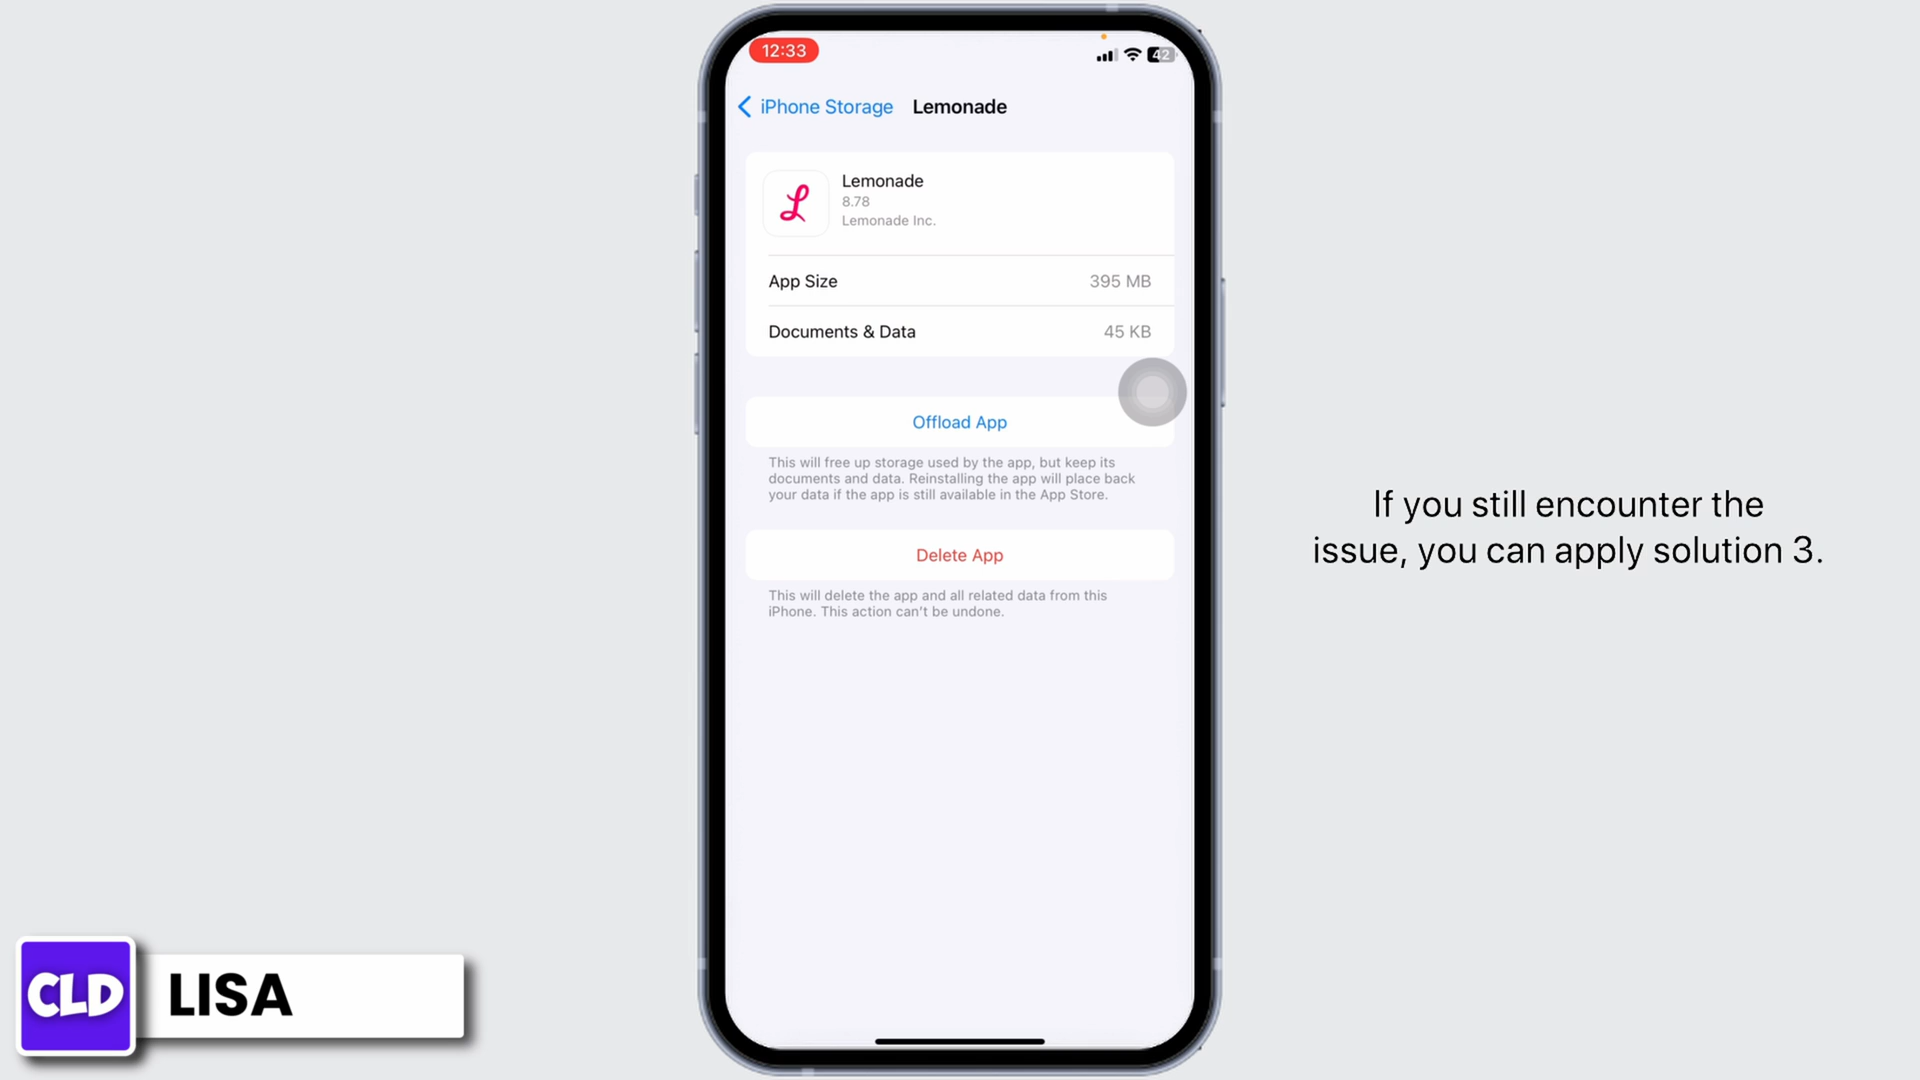 12:33
42
iPhone Storage
Lemonade
Lemonade
8.78
Lemonade Inc.
App Size
395 MB
Documents & Data
45 KB
Offload App
This will free up storage used by the app, but keep its
documents and data. Reinstalling the app will place back
your data if the app is still available in the App Store.
Delete App
This will delete the app and all related data from this
iPhone. This action can't be undone.
If you still encounter the
issue, you can apply solution 3.
CLD
LISA